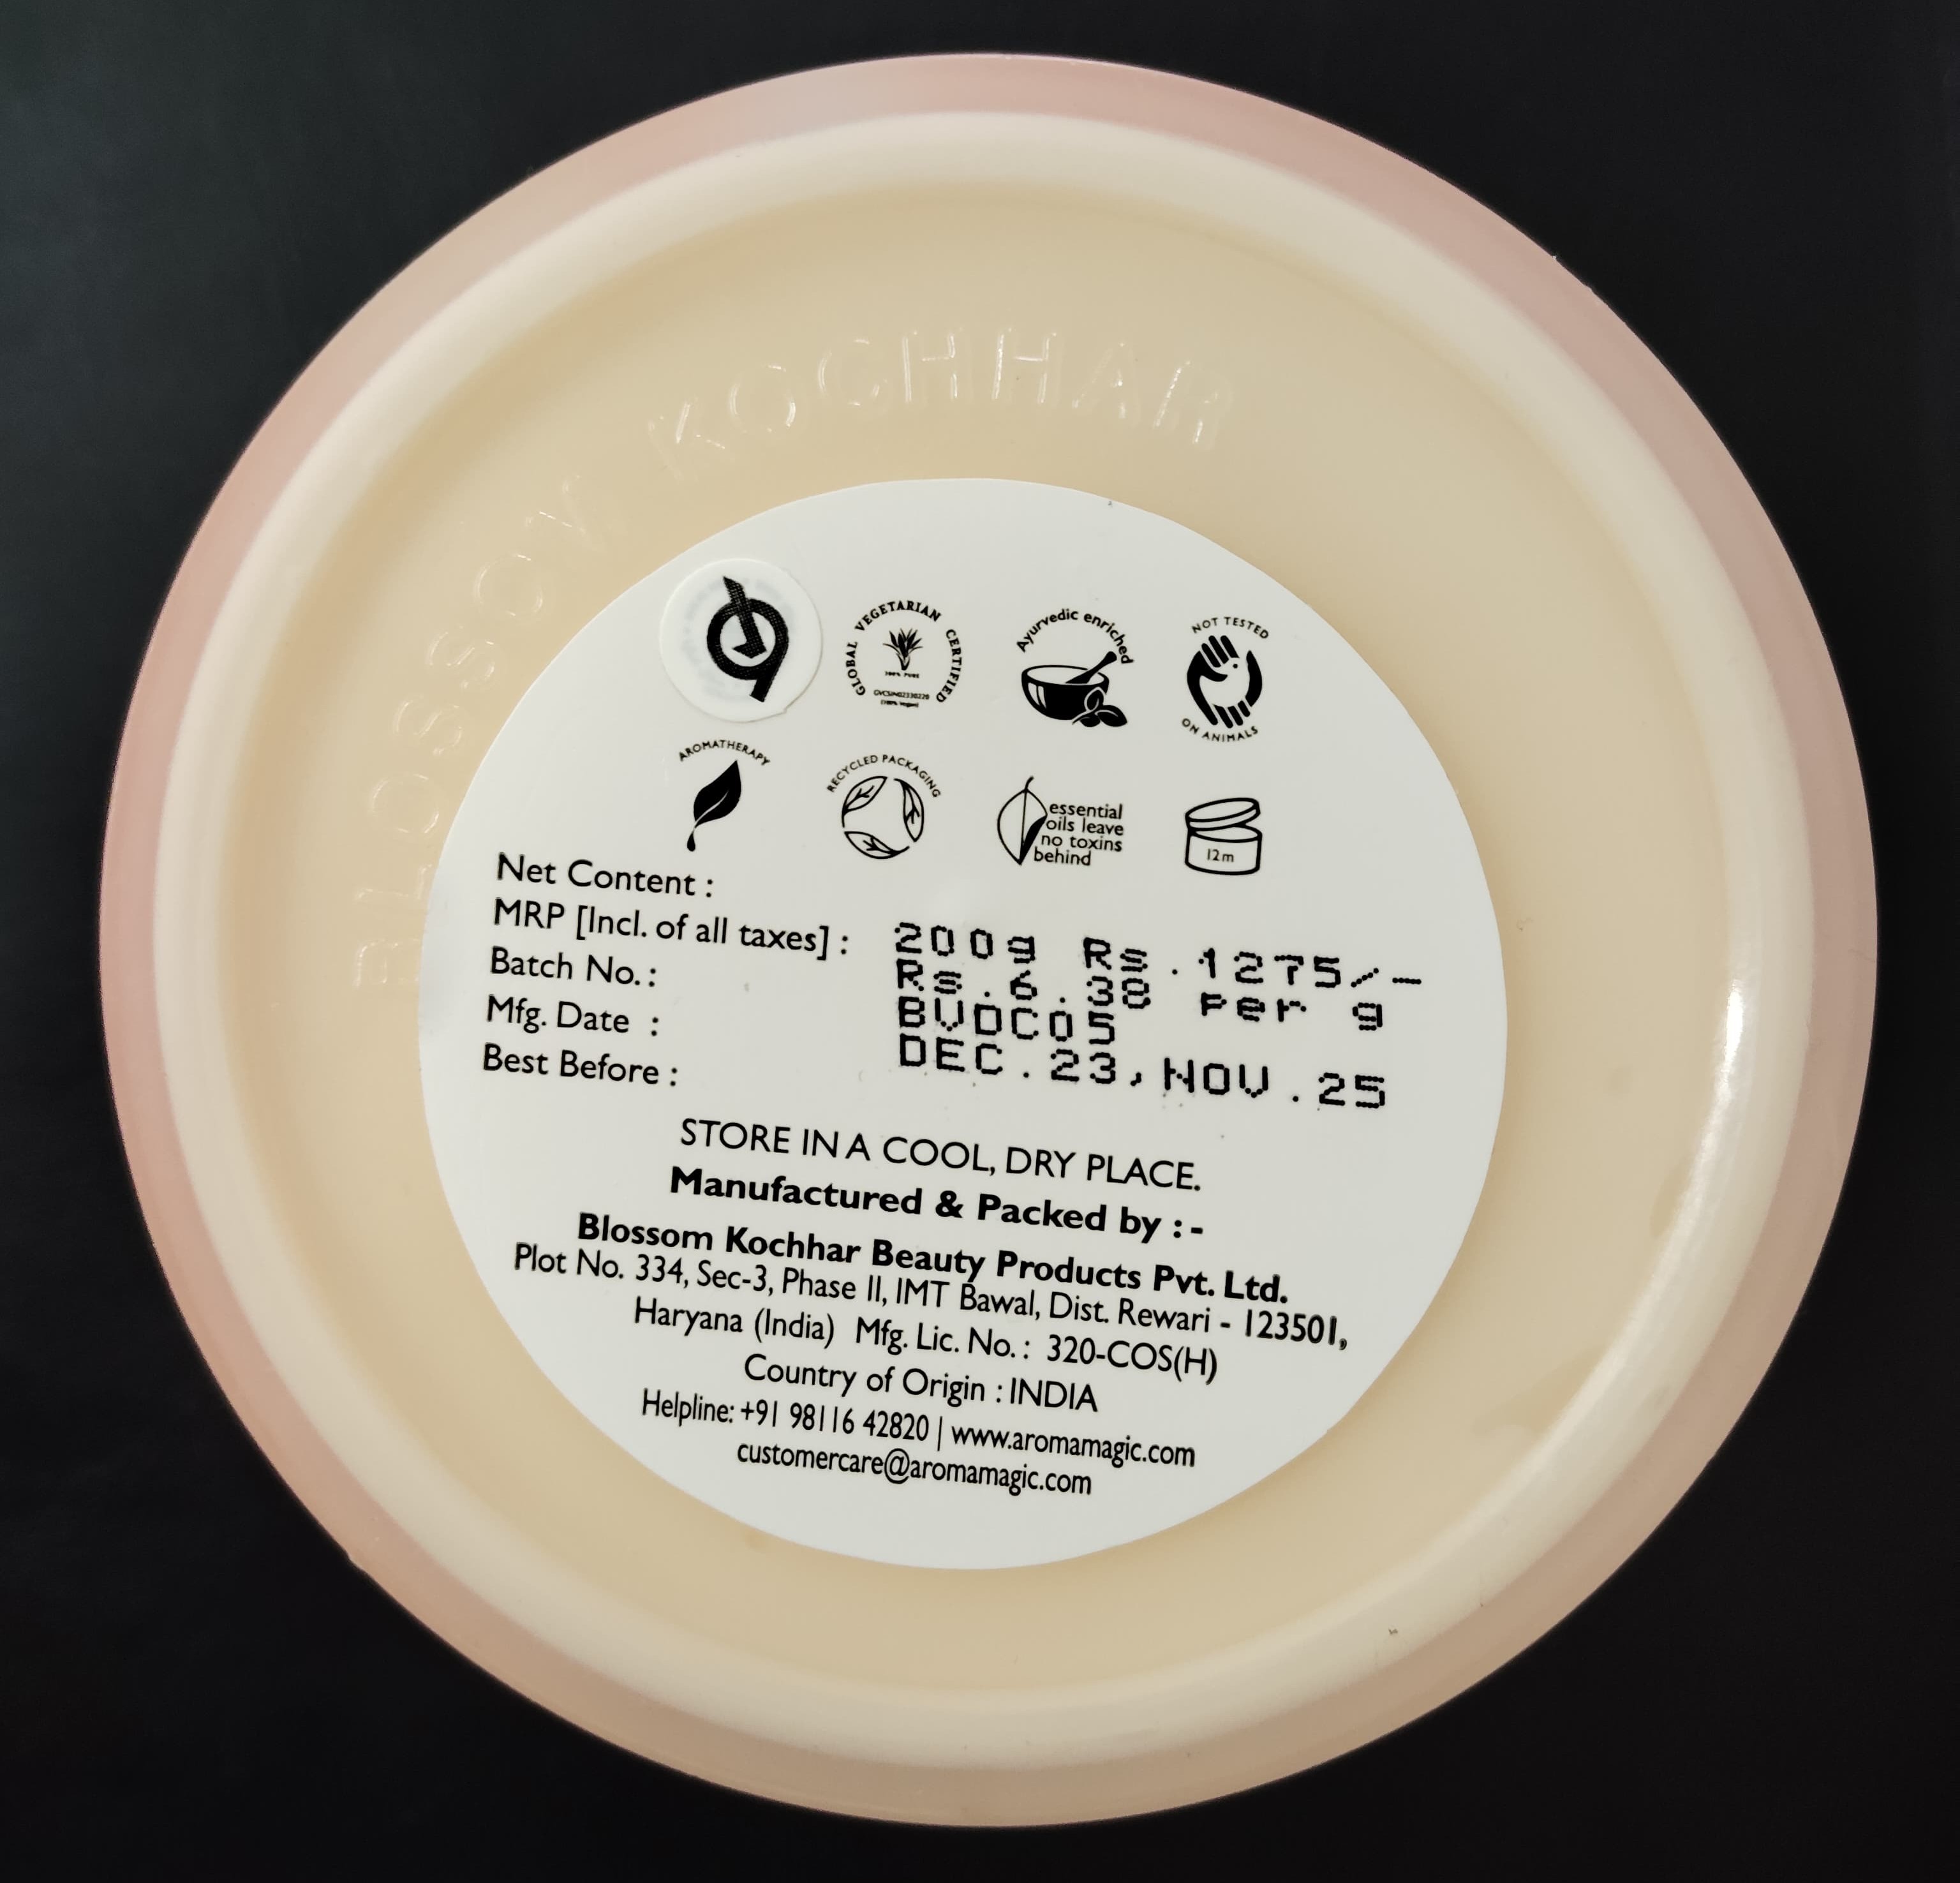 BLOSSOM KOCHHAR
GLOBAL VEGETARIAN CERTIFIED
100% PURE
(100% Vegan)
Ayurvedic enriched
NOT TESTED
ON ANIMALS
AROMATHERAPY
RECYCLED PACKAGING
essential
oils leave
no toxins
behind
12m
Net Content :
MRP [Incl. of all taxes] :
Batch No. :
Mfg. Date :
Best Before :
200g Rs.1275/-
Rs.6.38 Per g
BVDC05
DEC.23,NOV.25
STORE IN A COOL, DRY PLACE.
Manufactured & Packed by :-
Blossom Kochhar Beauty Products Pvt. Ltd.
Plot No. 334, Sec-3, Phase II, IMT Bawal, Dist. Rewari - 123501,
Haryana (India) Mfg. Lic. No. : 320-COS(H)
Country of Origin : INDIA
Helpline: +91 98116 42820 | www.aromamagic.com
customercare@aromamagic.com